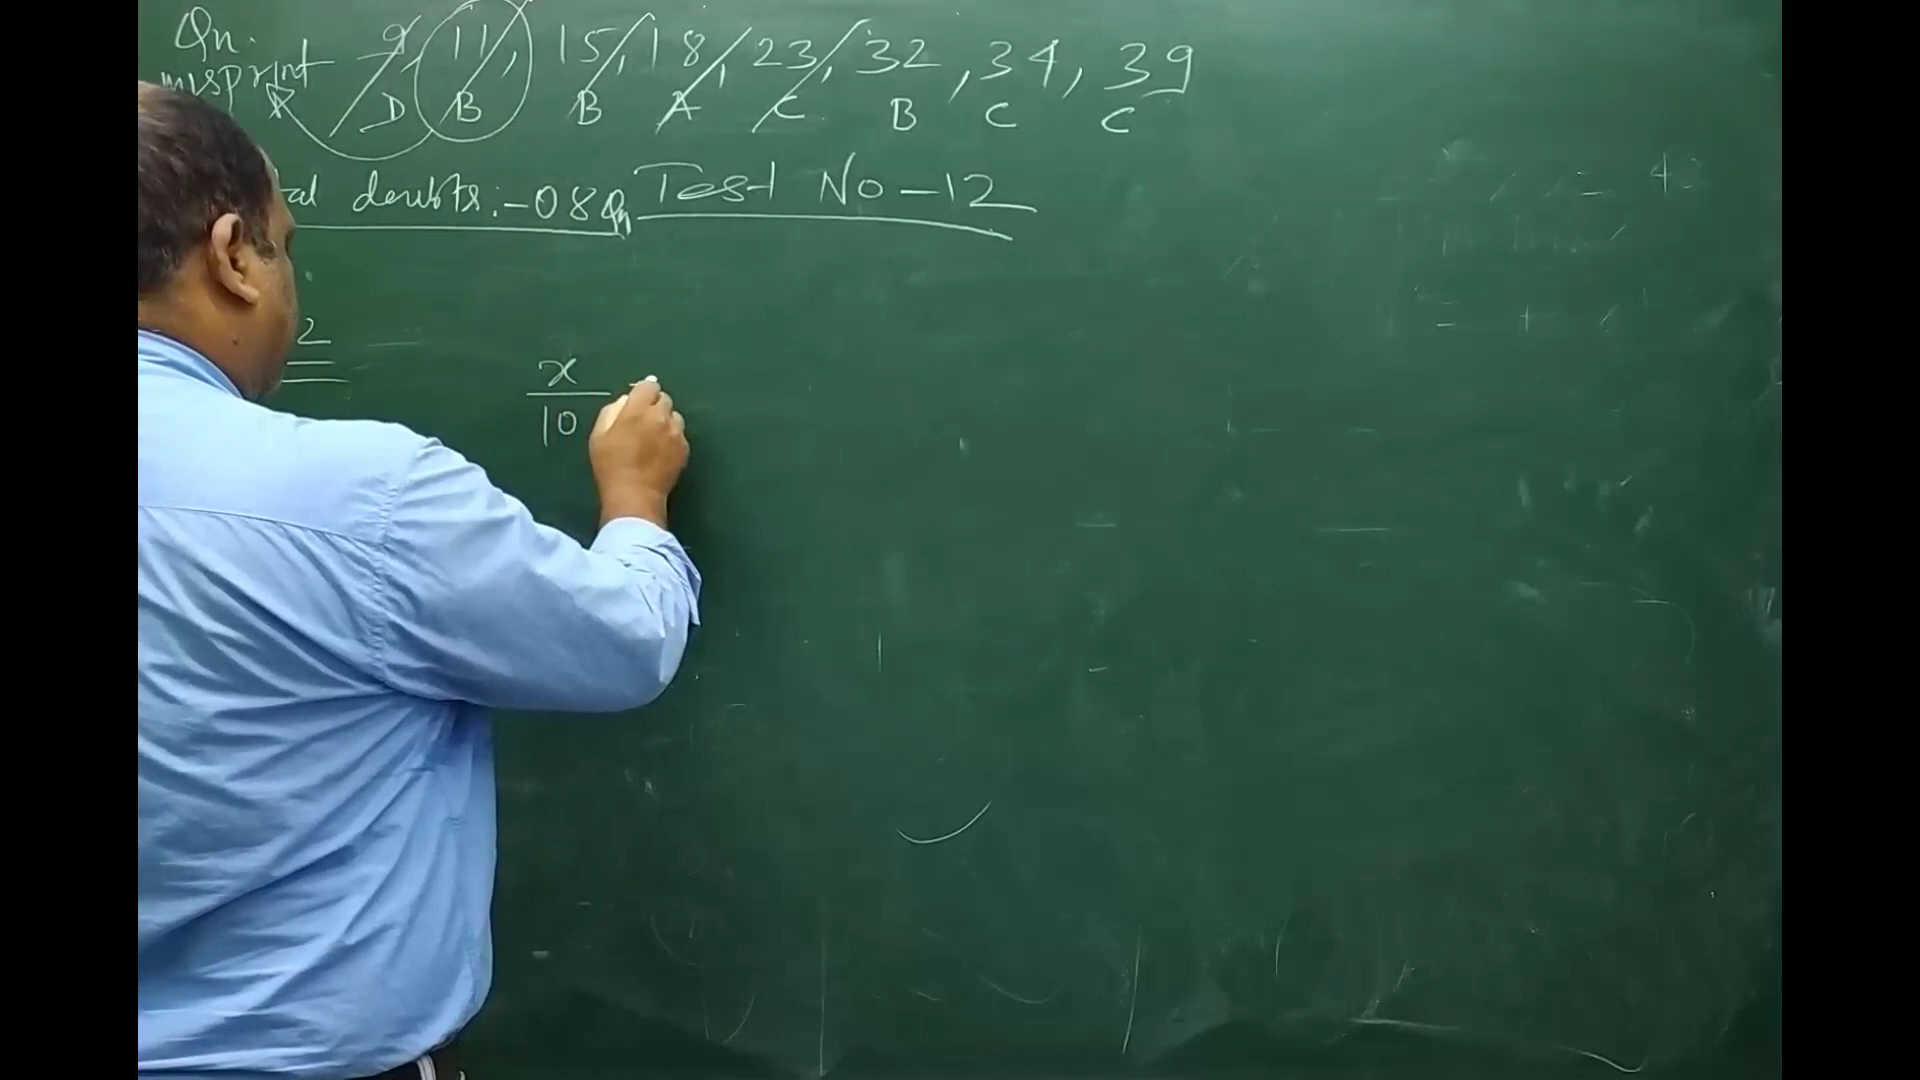 Qn. 9, 11, 15, 18, 23, 32, 34, 39
misprint D B B A C B C C
doubts:-08 Qn Test No-12
2
x
10